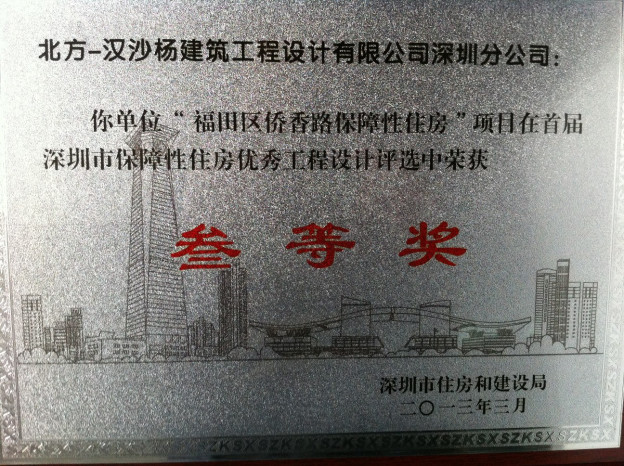 北方-汉沙杨建筑工程设计有限公司深圳分公司：
你单位“福田区侨香路保障性住房”项目在首届
深圳市保障性住房优秀工程设计评选中荣获
叁等奖
深圳市住房和建设局
二〇一三年三月
SZKSXSZKSXSZKSXSZKSXSZKSXSZKSXS